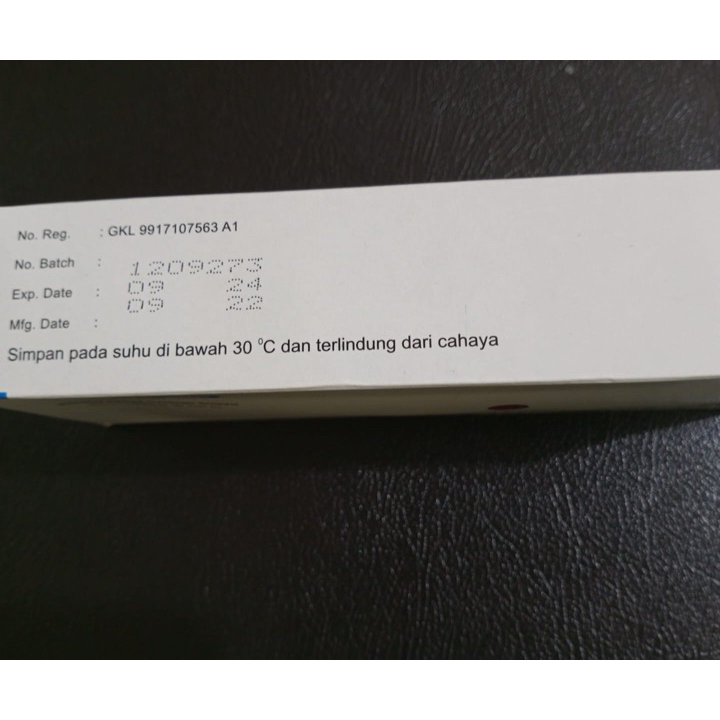 No. Reg. : GKL 9917107563 A1
No. Batch : 1209273
Exp. Date : 09 24
Mfg. Date : 09 22
Simpan pada suhu di bawah 30 °C dan terlindung dari cahaya